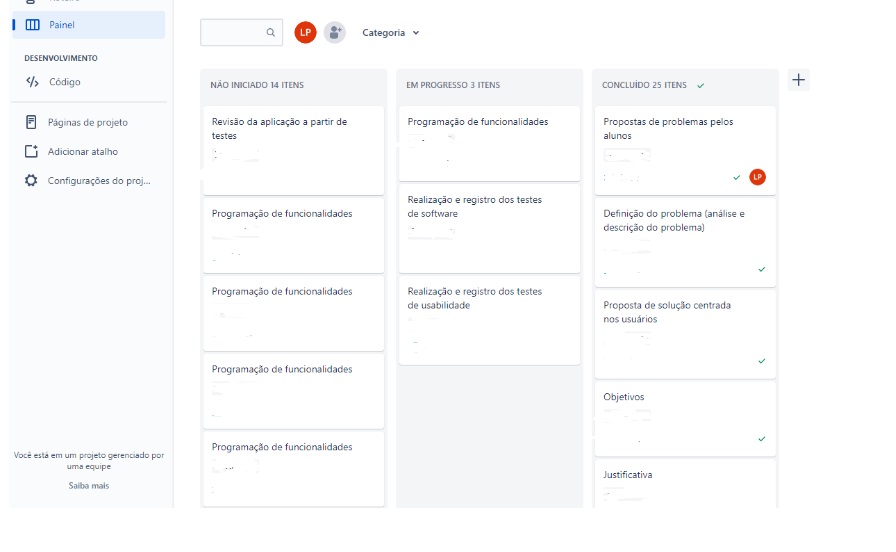 Painel
DESENVOLVIMENTO
Código
Páginas de projeto
Adicionar atalho
Configurações do proj...
Você está em um projeto gerenciado por
uma equipe
Saiba mais
LP
Categoria
NÃO INICIADO 14 ITENS
Revisão da aplicação a partir de
testes
Programação de funcionalidades
Programação de funcionalidades
Programação de funcionalidades
Programação de funcionalidades
EM PROGRESSO 3 ITENS
Programação de funcionalidades
Realização e registro dos testes
de software
Realização e registro dos testes
de usabilidade
CONCLUÍDO 25 ITENS
Propostas de problemas pelos
alunos
LP
Definição do problema (análise e
descrição do problema)
Proposta de solução centrada
nos usuários
Objetivos
Justificativa